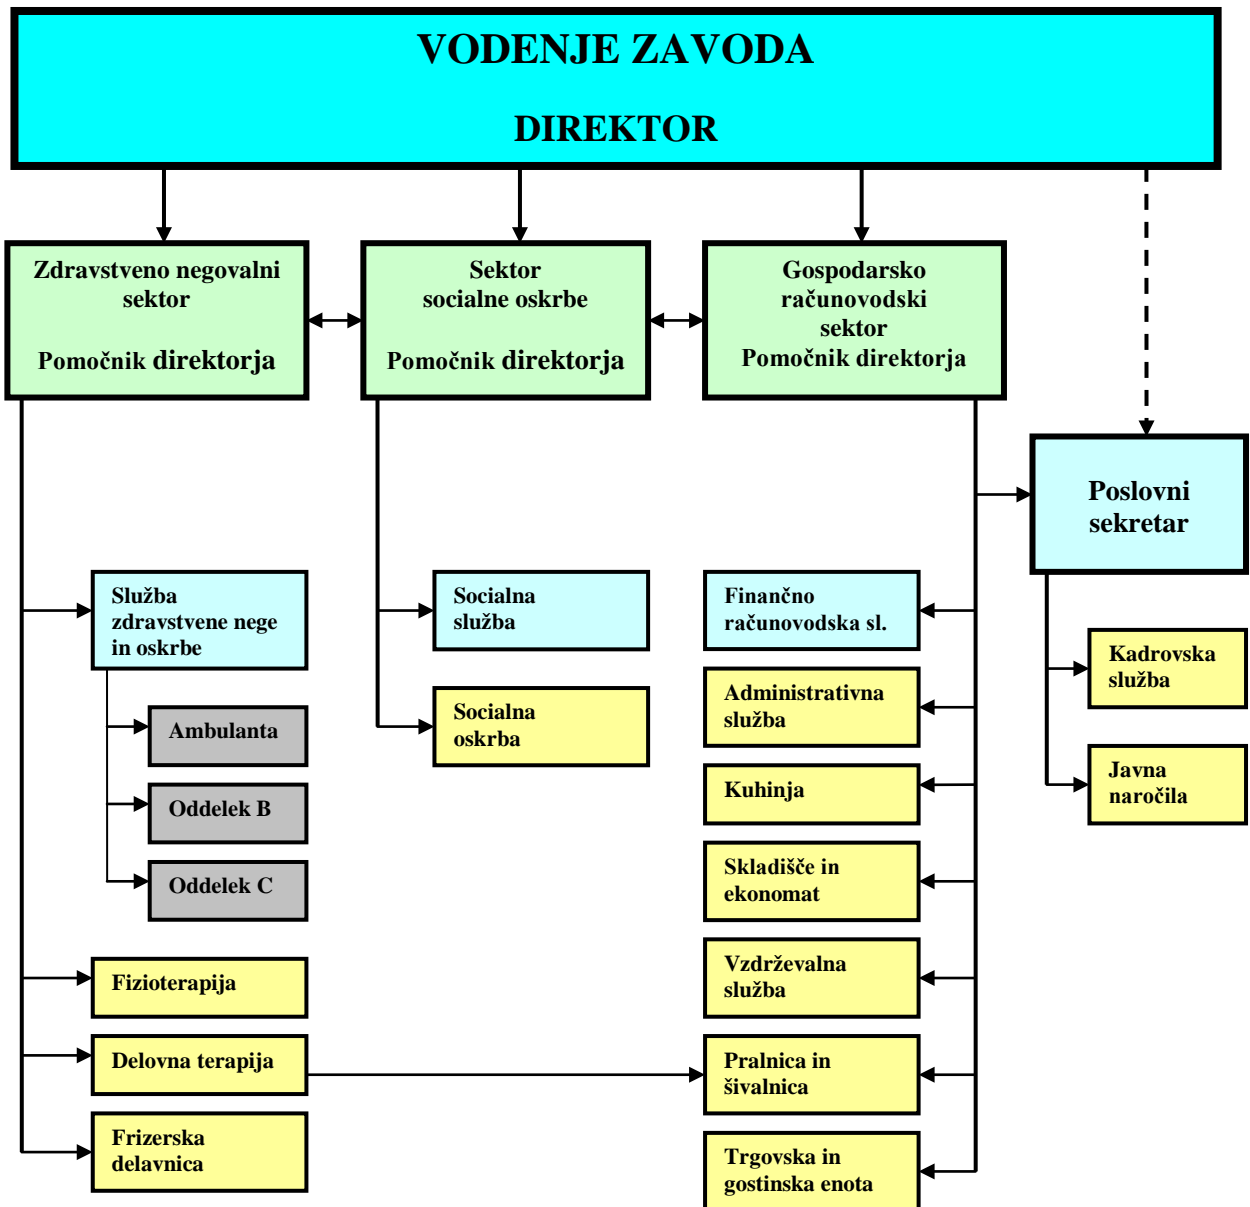 VODENJE ZAVODA
DIREKTOR
Zdravstveno negovalni
sektor
Pomočnik direktorja
Sektor
socialne oskrbe
Pomočnik direktorja
Gospodarsko
računovodski
sektor
Pomočnik direktorja
Poslovni
sekretar
Služba
zdravstvene nege
in oskrbe
Ambulanta
Oddelek B
Oddelek C
Fizioterapija
Delovna terapija
Frizerska
delavnica
Socialna
služba
Socialna
oskrba
Finančno
računovodska sl.
Administrativna
služba
Kuhinja
Skladišče in
ekonomat
Vzdrževalna
služba
Pralnica in
šivalnica
Trgovska in
gostinska enota
Kadrovska
služba
Javna
naročila